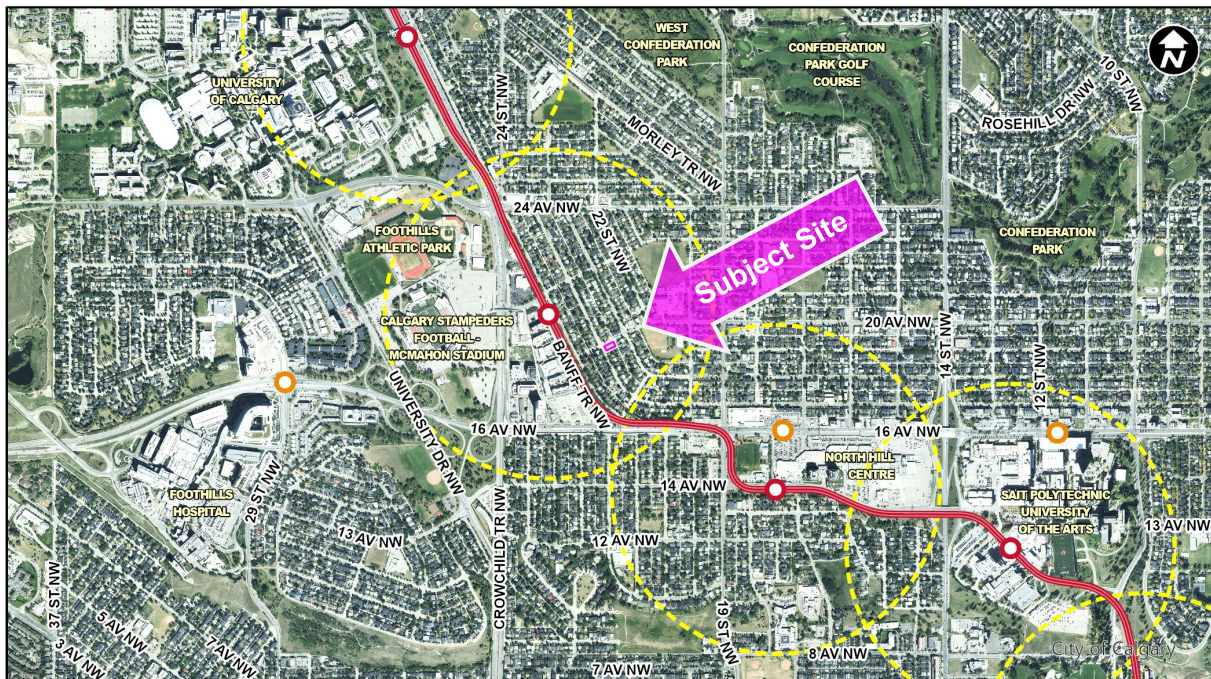 WEST
CONFEDERATION
PARK
CONFEDERATION
PARK GOLF
COURSE
N
10 ST NW
UNIVERSITY
OF CALGARY
24 ST NW
ROSEHILL DR NW
MORLEY TR NW
24 AV NW
22 ST NW
FOOTHILLS
ATHLETIC PARK
Subject Site
CONFEDERATION
PARK
CALGARY STAMPEDERS
FOOTBALL -
MCMAHON STADIUM
20 AV NW
14 ST NW
BANFF TR NW
12 ST NW
UNIVERSITY DR NW
16 AV NW
16 AV NW
NORTH HILL
CENTRE
29 ST NW
14 AV NW
FOOTHILLS
HOSPITAL
SAIT POLYTECHNIC
UNIVERSITY
OF THE ARTS
13 AV NW
12 AV NW
13 AV NW
37 ST NW
CROWCHILD TR NW
19 ST NW
5 AV NW
3 AV NW
7 AV NW
8 AV NW
City of Calgary
7 AV NW